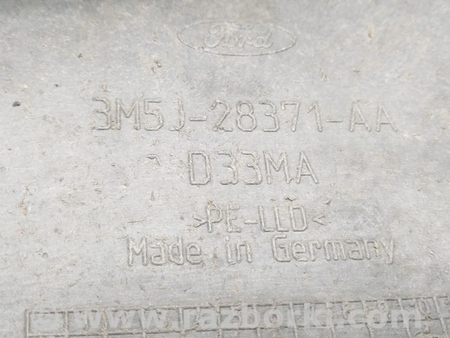 Ford
3M5J-28371-AA
D33MA
>PE-LLD<
Made in Germany
www.razborki.com